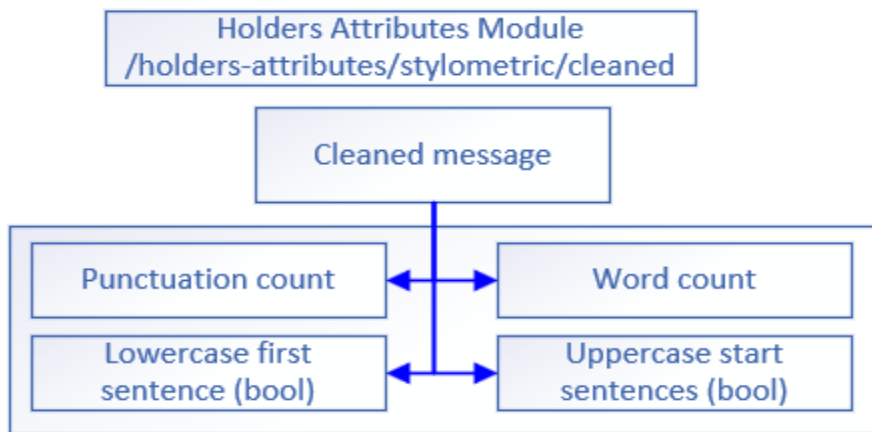 Holders Attributes Module
/holders-attributes/stylometric/cleaned
Cleaned message
Punctuation count
Word count
Lowercase first
sentence (bool)
Uppercase start
sentences (bool)